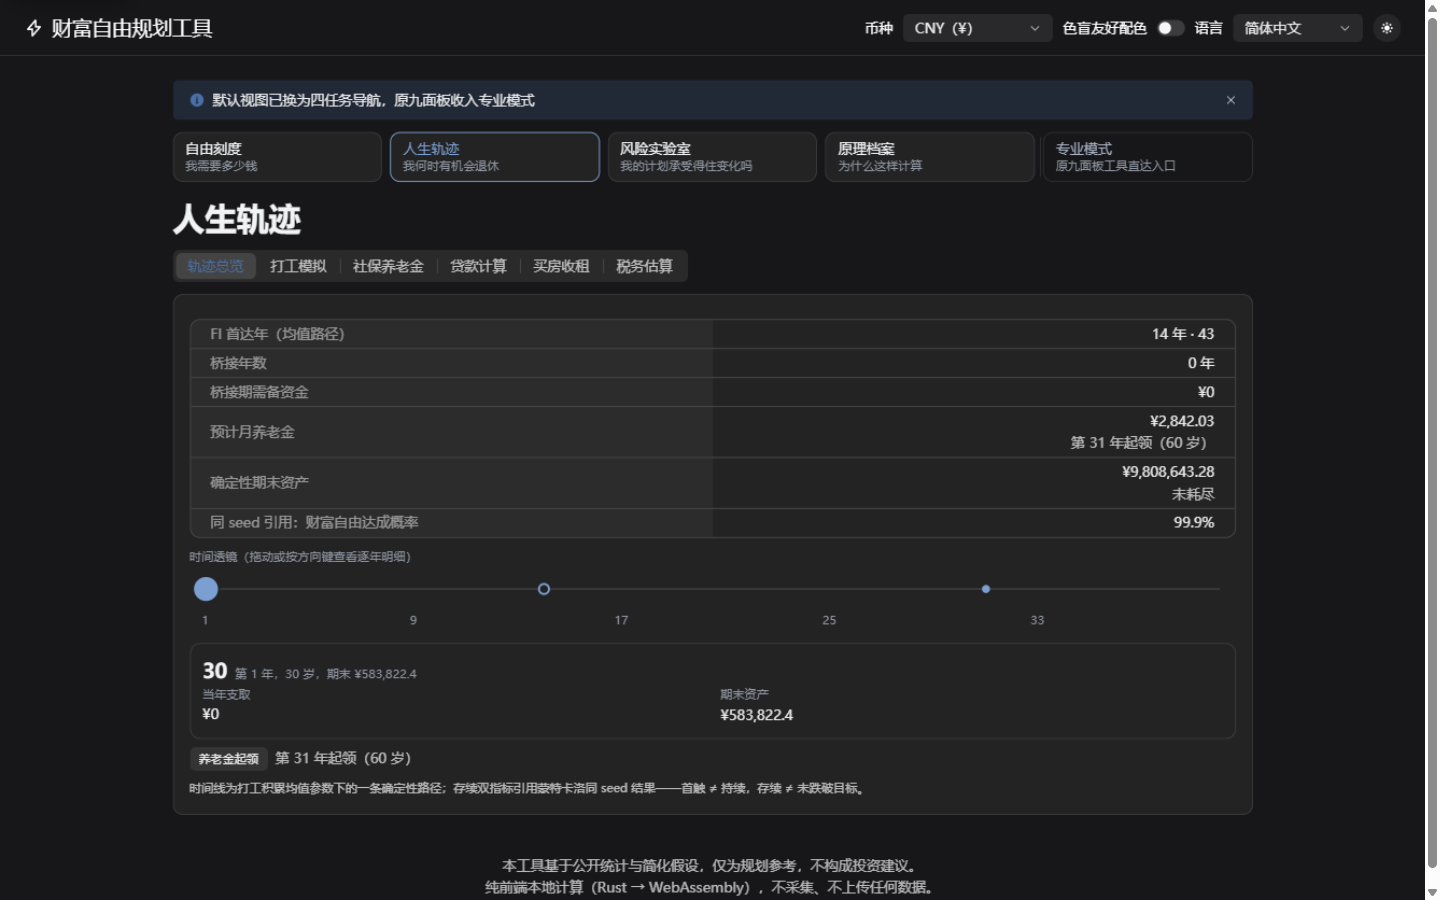 财富自由规划工具
币种
CNY (¥)
色盲友好配色
语言
简体中文
默认视图已换为四任务导航，原九面板收入专业模式
自由刻度
我需要多少钱
人生轨迹
我何时有机会退休
风险实验室
我的计划承受得住变化吗
原理档案
为什么这样计算
专业模式
原九面板工具直达入口
人生轨迹
轨迹总览
打工模拟
社保养老金
贷款计算
买房收租
税务估算
FI 首达年（均值路径）
14 年 · 43
桥接年数
0 年
桥接期需备资金
¥0
预计月养老金
¥2,842.03
第 31 年起领（60 岁）
确定性期末资产
¥9,808,643.28
未耗尽
同 seed 引用：财富自由达成概率
99.9%
时间透镜（拖动或按方向键查看逐年明细）
1
9
17
25
33
30 第 1 年，30 岁，期末 ¥583,822.4
当年支取
¥0
期末资产
¥583,822.4
养老金起领 第 31 年起领（60 岁）
时间线为打工积累均值参数下的一条确定性路径；存续双指标引用蒙特卡洛同 seed 结果——首触 ≠ 持续，存续 ≠ 未跌破目标。
本工具基于公开统计与简化假设，仅为规划参考，不构成投资建议。
纯前端本地计算（Rust → WebAssembly），不采集、不上传任何数据。